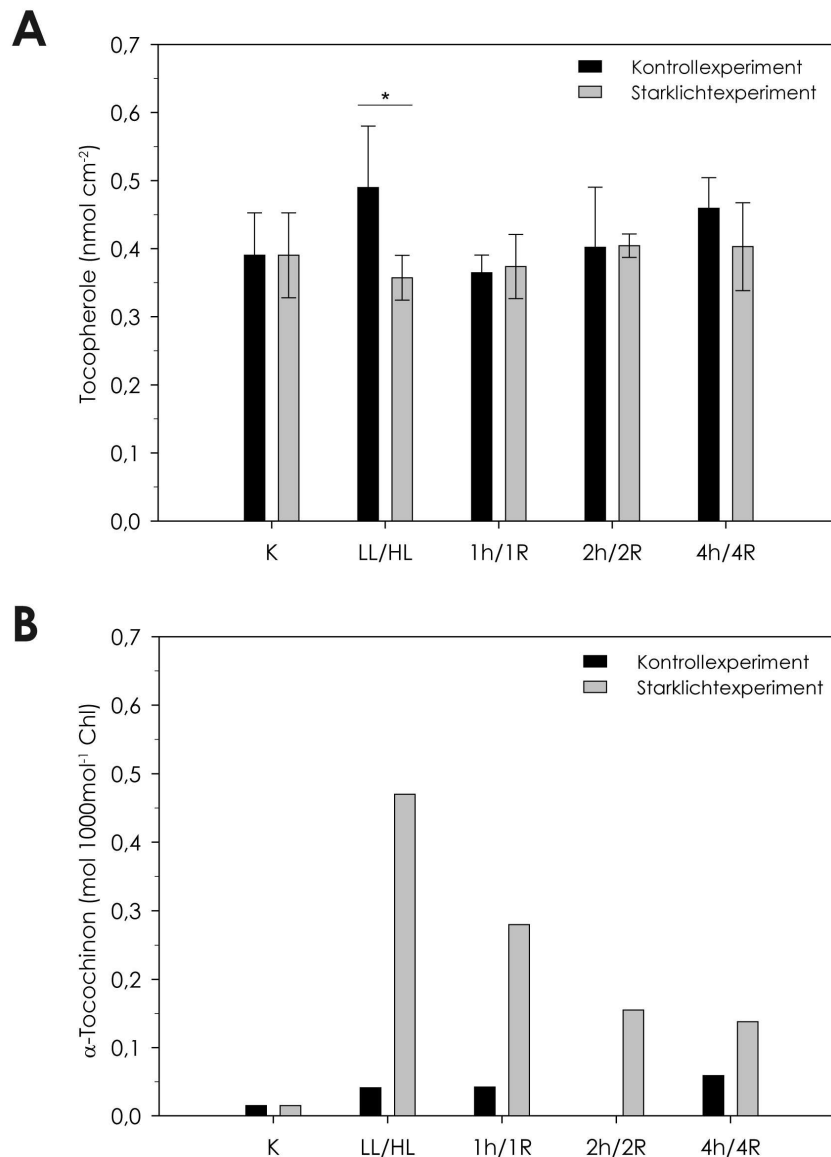 A
0,7
0,6
0,5
0,4
0,3
0,2
0,1
0,0
Tocopherole (nmol cm⁻²)
Kontrollexperiment
Starklichtexperiment
*
K LL/HL 1h/1R 2h/2R 4h/4R
B
0,7
0,6
0,5
0,4
0,3
0,2
0,1
0,0
α-Tocochinon (mol 1000mol⁻¹ Chl)
Kontrollexperiment
Starklichtexperiment
K LL/HL 1h/1R 2h/2R 4h/4R